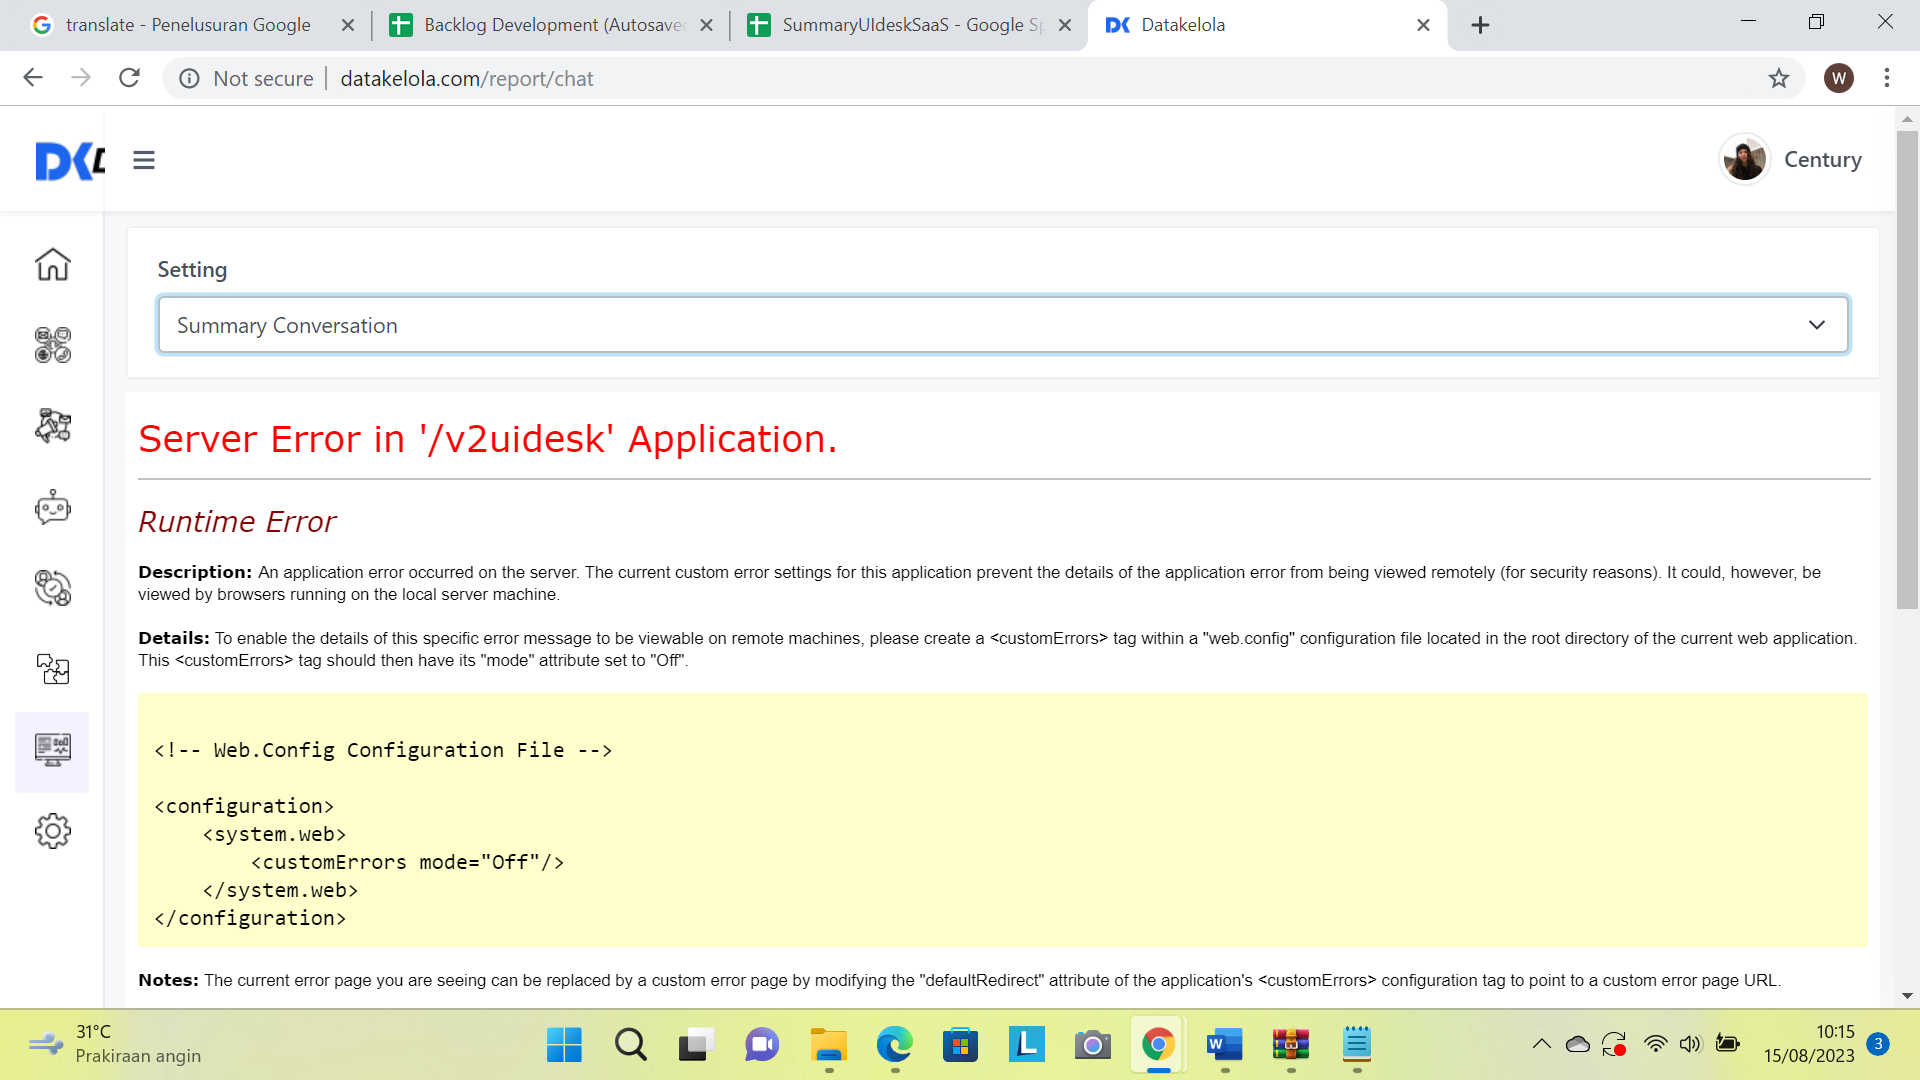 translate - Penelusuran Google
Backlog Development (Autosaved
SummaryUIdeskSaaS - Google Sp
Datakelola
Not secure
datakelola.com/report/chat
W
DK
Century
Setting
Summary Conversation
Server Error in '/v2uidesk' Application.
Runtime Error
Description: An application error occurred on the server. The current custom error settings for this application prevent the details of the application error from being viewed remotely (for security reasons). It could, however, be
viewed by browsers running on the local server machine.
Details: To enable the details of this specific error message to be viewable on remote machines, please create a <customErrors> tag within a "web.config" configuration file located in the root directory of the current web application.
This <customErrors> tag should then have its "mode" attribute set to "Off".
<!-- Web.Config Configuration File -->
<configuration>
    <system.web>
        <customErrors mode="Off"/>
    </system.web>
</configuration>
Notes: The current error page you are seeing can be replaced by a custom error page by modifying the "defaultRedirect" attribute of the application's <customErrors> configuration tag to point to a custom error page URL.
31°C
Prakiraan angin
10:15
15/08/2023
3